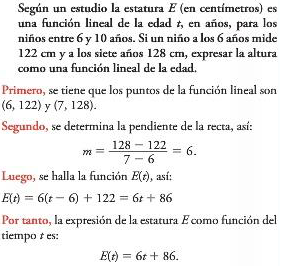 Según un estudio la estatura E (en centímetros) es
una función lineal de la edad t, en años, para los
niños entre 6 y 10 años. Si un niño a los 6 años mide
122 cm y a los siete años 128 cm, expresar la altura
como una función lineal de la edad.
Primero, se tiene que los puntos de la función lineal son
(6, 122) y (7, 128).
Segundo, se determina la pendiente de la recta, así:
m = \frac{128 − 122}{7 − 6} = 6.
Luego, se halla la función E(t), así:
E(t) = 6(t − 6) + 122 = 6t + 86
Por tanto, la expresión de la estatura E como función del
tiempo t es:
E(t) = 6t + 86.